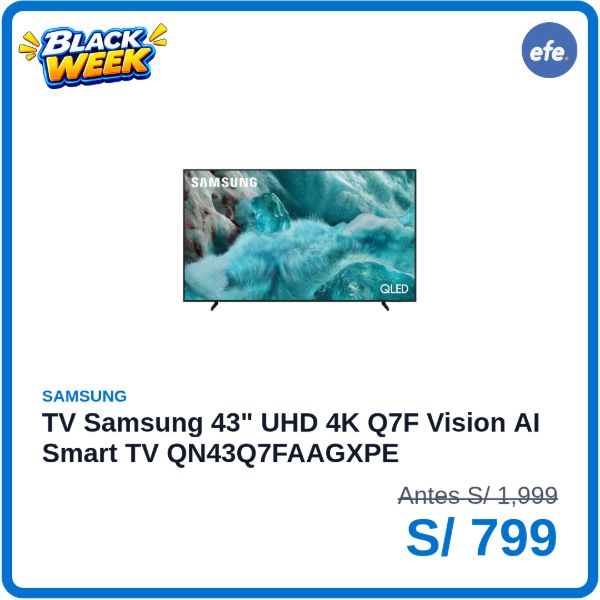 BLACK
WEEK
efe.
SAMSUNG
QLED
SAMSUNG
TV Samsung 43" UHD 4K Q7F Vision AI
Smart TV QN43Q7FAAGXPE
Antes S/ 1,999
S/ 799